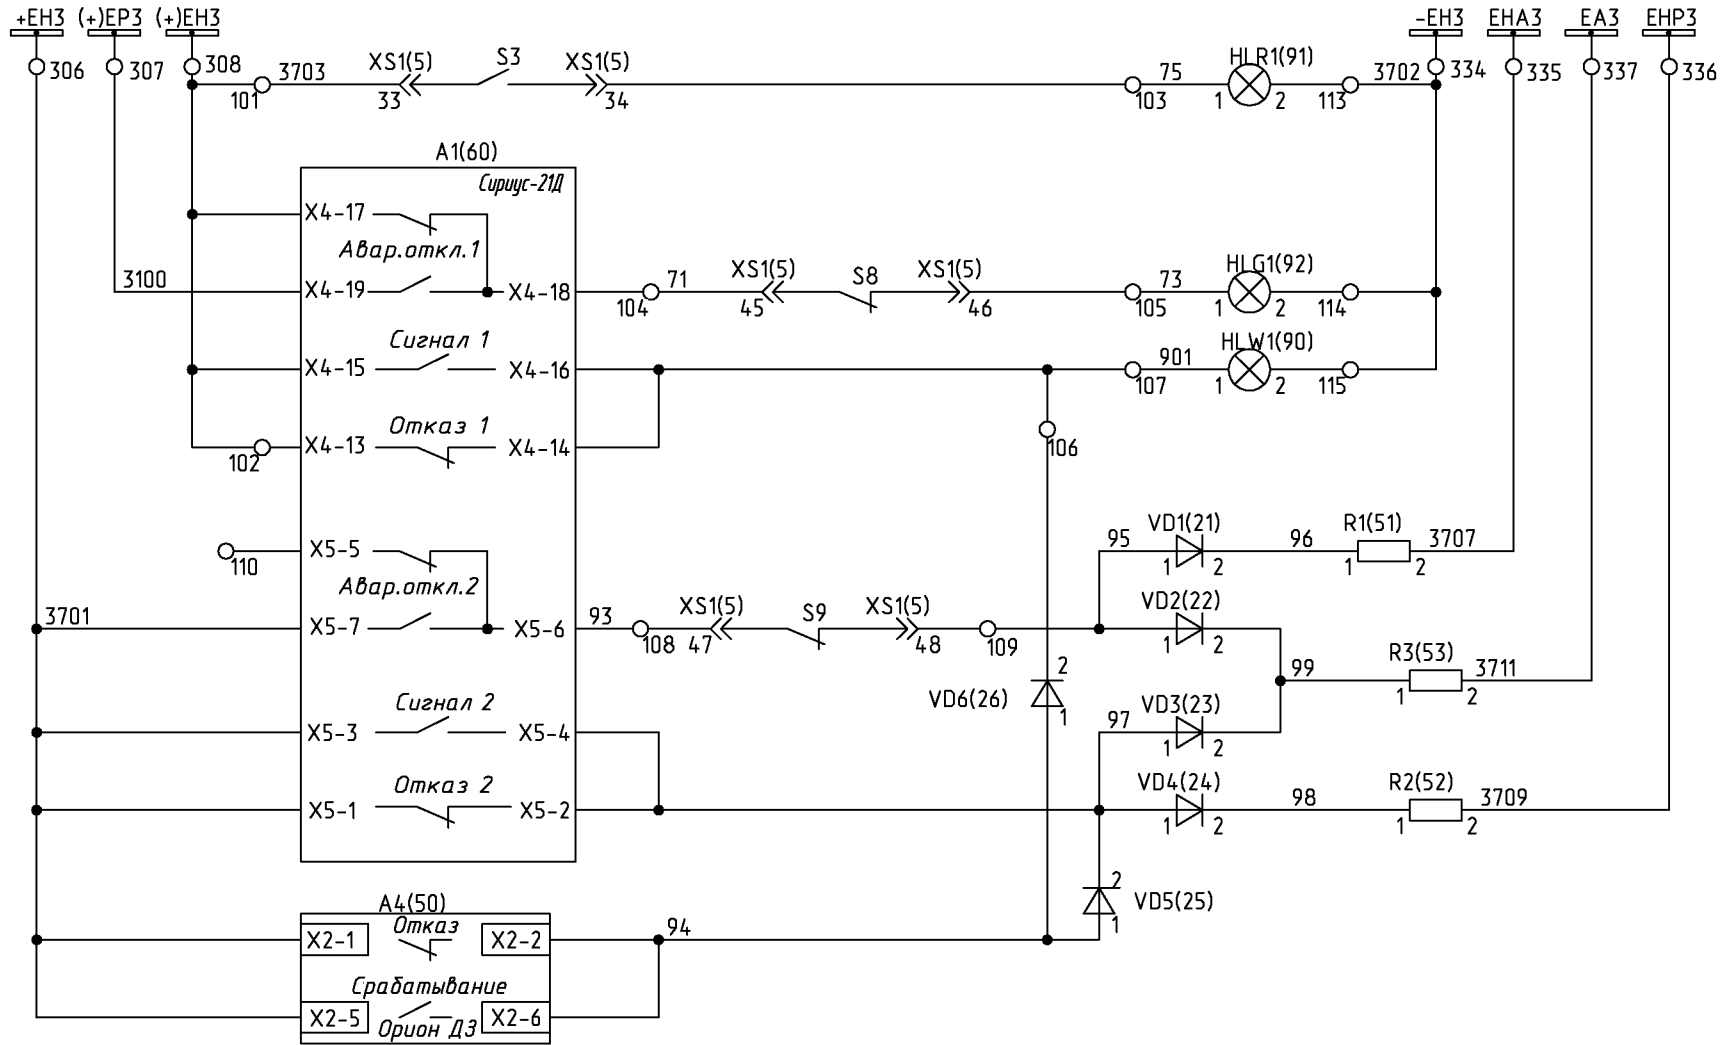 +EH3 (+)EP3 (+)EH3 -EH3 EHA3 EA3 EHP3
306 307 308 334 335 337 336
101 3703 XS1(5) 33 S3 XS1(5) 34 103 75 HLR1(91) 1 2 113 3702
A1(60)
Сириус-21Д
X4-17
Авар.откл.1
3100 X4-19 X4-18 104 71 XS1(5) 45 S8 XS1(5) 46 105 73 HLG1(92) 1 2 114
Сигнал 1
X4-15 X4-16 107 901 HLW1(90) 1 2 115
Отказ 1
102 X4-13 X4-14 106
110 X5-5 95 VD1(21) 1 2 96 R1(51) 1 2 3707
Авар.откл.2
3701 X5-7 X5-6 93 108 XS1(5) 47 S9 XS1(5) 48 109 VD2(22) 1 2
99 R3(53) 1 2 3711
VD6(26) 2 1
Сигнал 2
X5-3 X5-4 97 VD3(23) 1 2
Отказ 2
X5-1 X5-2 VD4(24) 1 2 98 R2(52) 1 2 3709
VD5(25) 2 1
A4(50)
Отказ
X2-1 X2-2 94
Срабатывание
X2-5 X2-6
Орион ДЗ